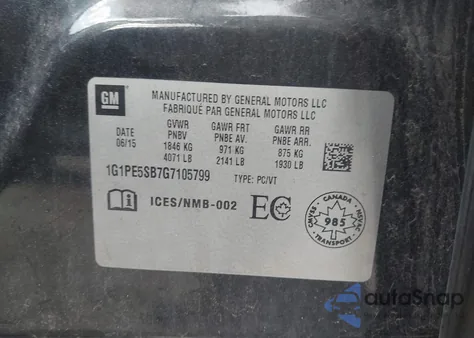 GM
MANUFACTURED BY GENERAL MOTORS LLC
FABRIQUÉ PAR GENERAL MOTORS LLC
DATE GVWR GAWR FRT GAWR RR
06/15 PNBV PNBE AV. PNBE ARR.
1846 KG 971 KG 875 KG
4071 LB 2141 LB 1930 LB
1G1PE5SB7G7105799 TYPE: PC/VT
ICES/NMB-002 EC
CANADA
985
TRANSPORT
CMVSS
NSVAC
autoSnap